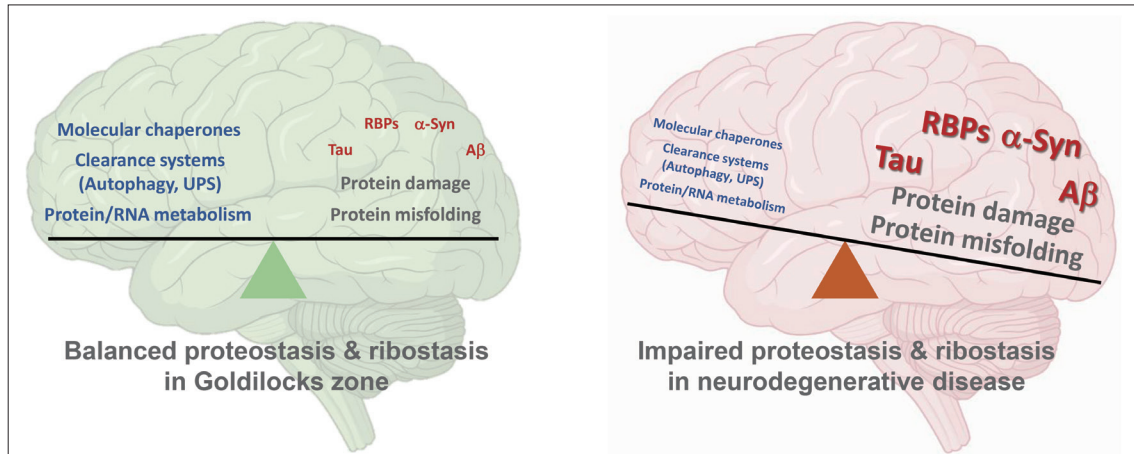 Molecular chaperones
Clearance systems
(Autophagy, UPS)
Protein/RNA metabolism
RBPs α-Syn
Tau Aβ
Protein damage
Protein misfolding
Balanced proteostasis & ribostasis
in Goldilocks zone
Molecular chaperones
Clearance systems
(Autophagy, UPS)
Protein/RNA metabolism
RBPs α-Syn
Tau Aβ
Protein damage
Protein misfolding
Impaired proteostasis & ribostasis
in neurodegenerative disease